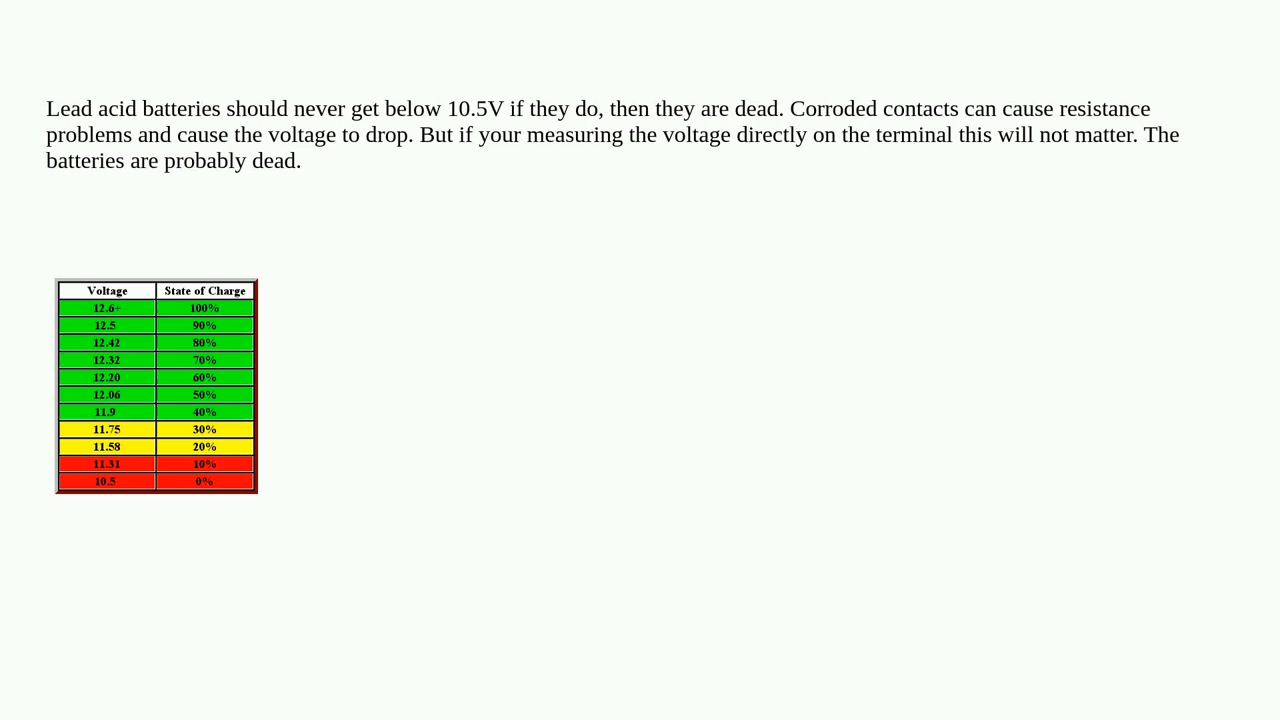 Lead acid batteries should never get below 10.5V if they do, then they are dead. Corroded contacts can cause resistance
problems and cause the voltage to drop. But if your measuring the voltage directly on the terminal this will not matter. The
batteries are probably dead.
Voltage State of Charge
12.6+ 100%
12.5 90%
12.42 80%
12.32 70%
12.20 60%
12.06 50%
11.9 40%
11.75 30%
11.58 20%
11.31 10%
10.5 0%